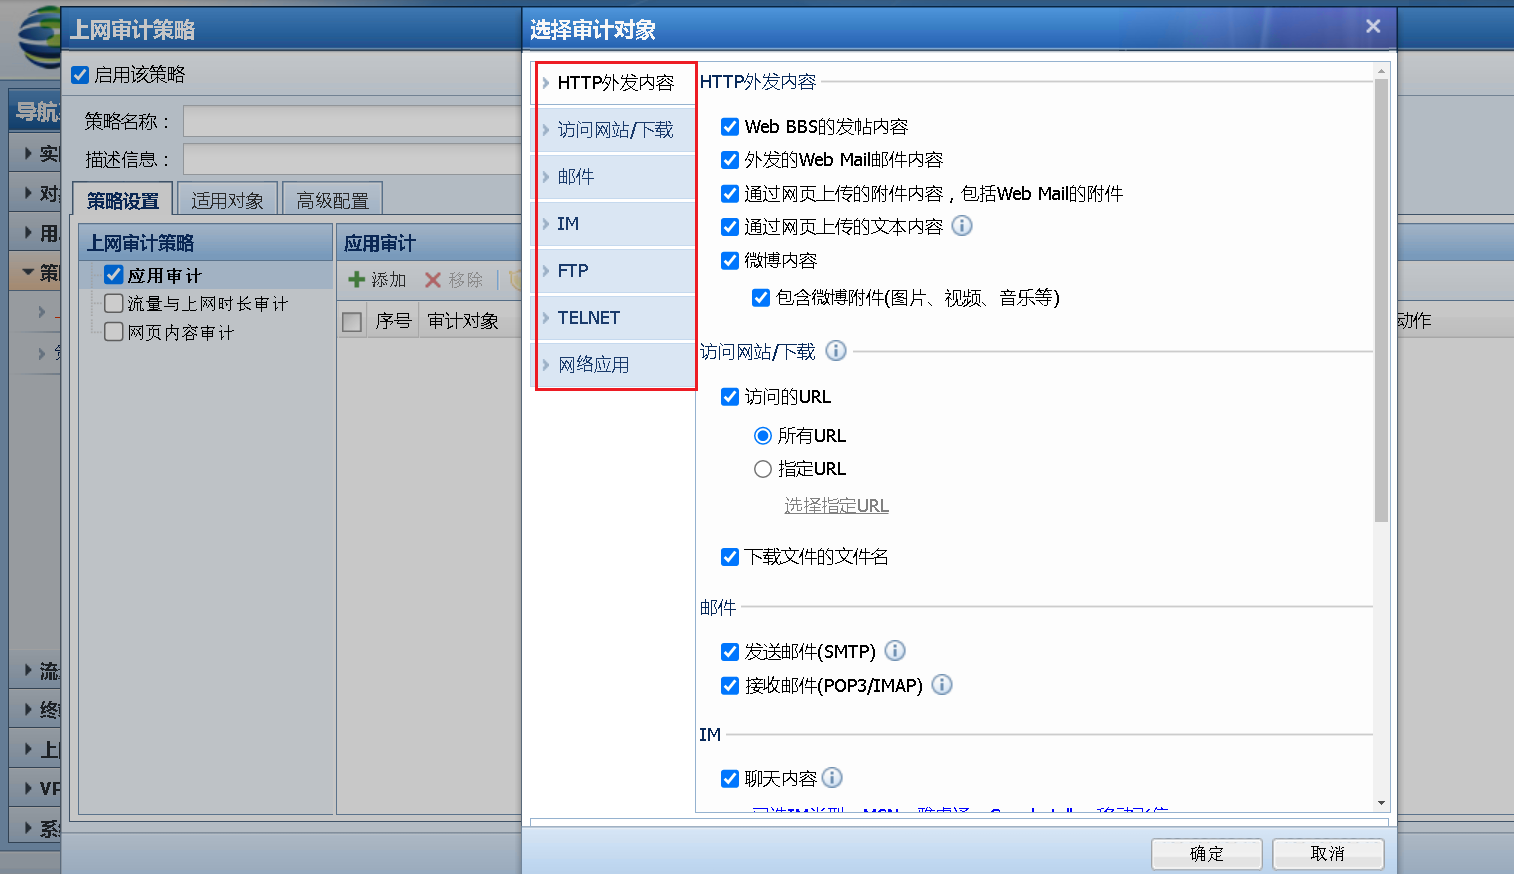 上网审计策略
启用该策略
策略名称：
描述信息：
策略设置
适用对象
高级配置
上网审计策略
应用审计
流量与上网时长审计
网页内容审计
应用审计
添加
移除
序号
审计对象
动作
导航
实
对
用
策
流
终
上
VP
系
选择审计对象
HTTP外发内容
访问网站/下载
邮件
IM
FTP
TELNET
网络应用
HTTP外发内容
Web BBS的发帖内容
外发的Web Mail邮件内容
通过网页上传的附件内容，包括Web Mail的附件
通过网页上传的文本内容
微博内容
包含微博附件(图片、视频、音乐等)
访问网站/下载
访问的URL
所有URL
指定URL
选择指定URL
下载文件的文件名
邮件
发送邮件(SMTP)
接收邮件(POP3/IMAP)
IM
聊天内容
确定
取消